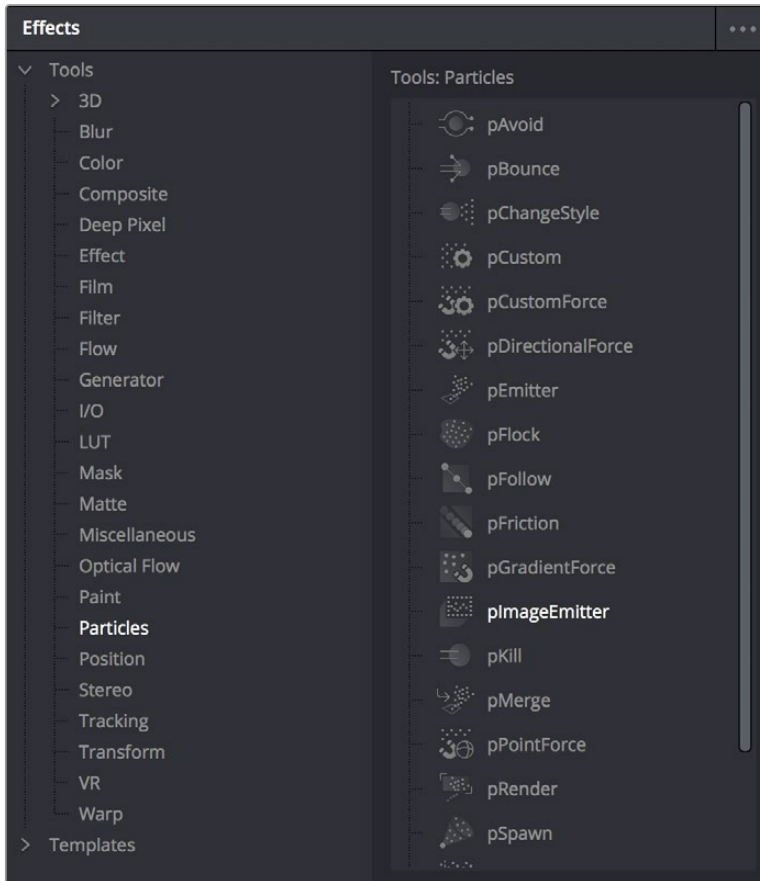 Effects
Tools
3D
Blur
Color
Composite
Deep Pixel
Effect
Film
Filter
Flow
Generator
I/O
LUT
Mask
Matte
Miscellaneous
Optical Flow
Paint
Particles
Position
Stereo
Tracking
Transform
VR
Warp
Templates
Tools: Particles
pAvoid
pBounce
pChangeStyle
pCustom
pCustomForce
pDirectionalForce
pEmitter
pFlock
pFollow
pFriction
pGradientForce
pImageEmitter
pKill
pMerge
pPointForce
pRender
pSpawn